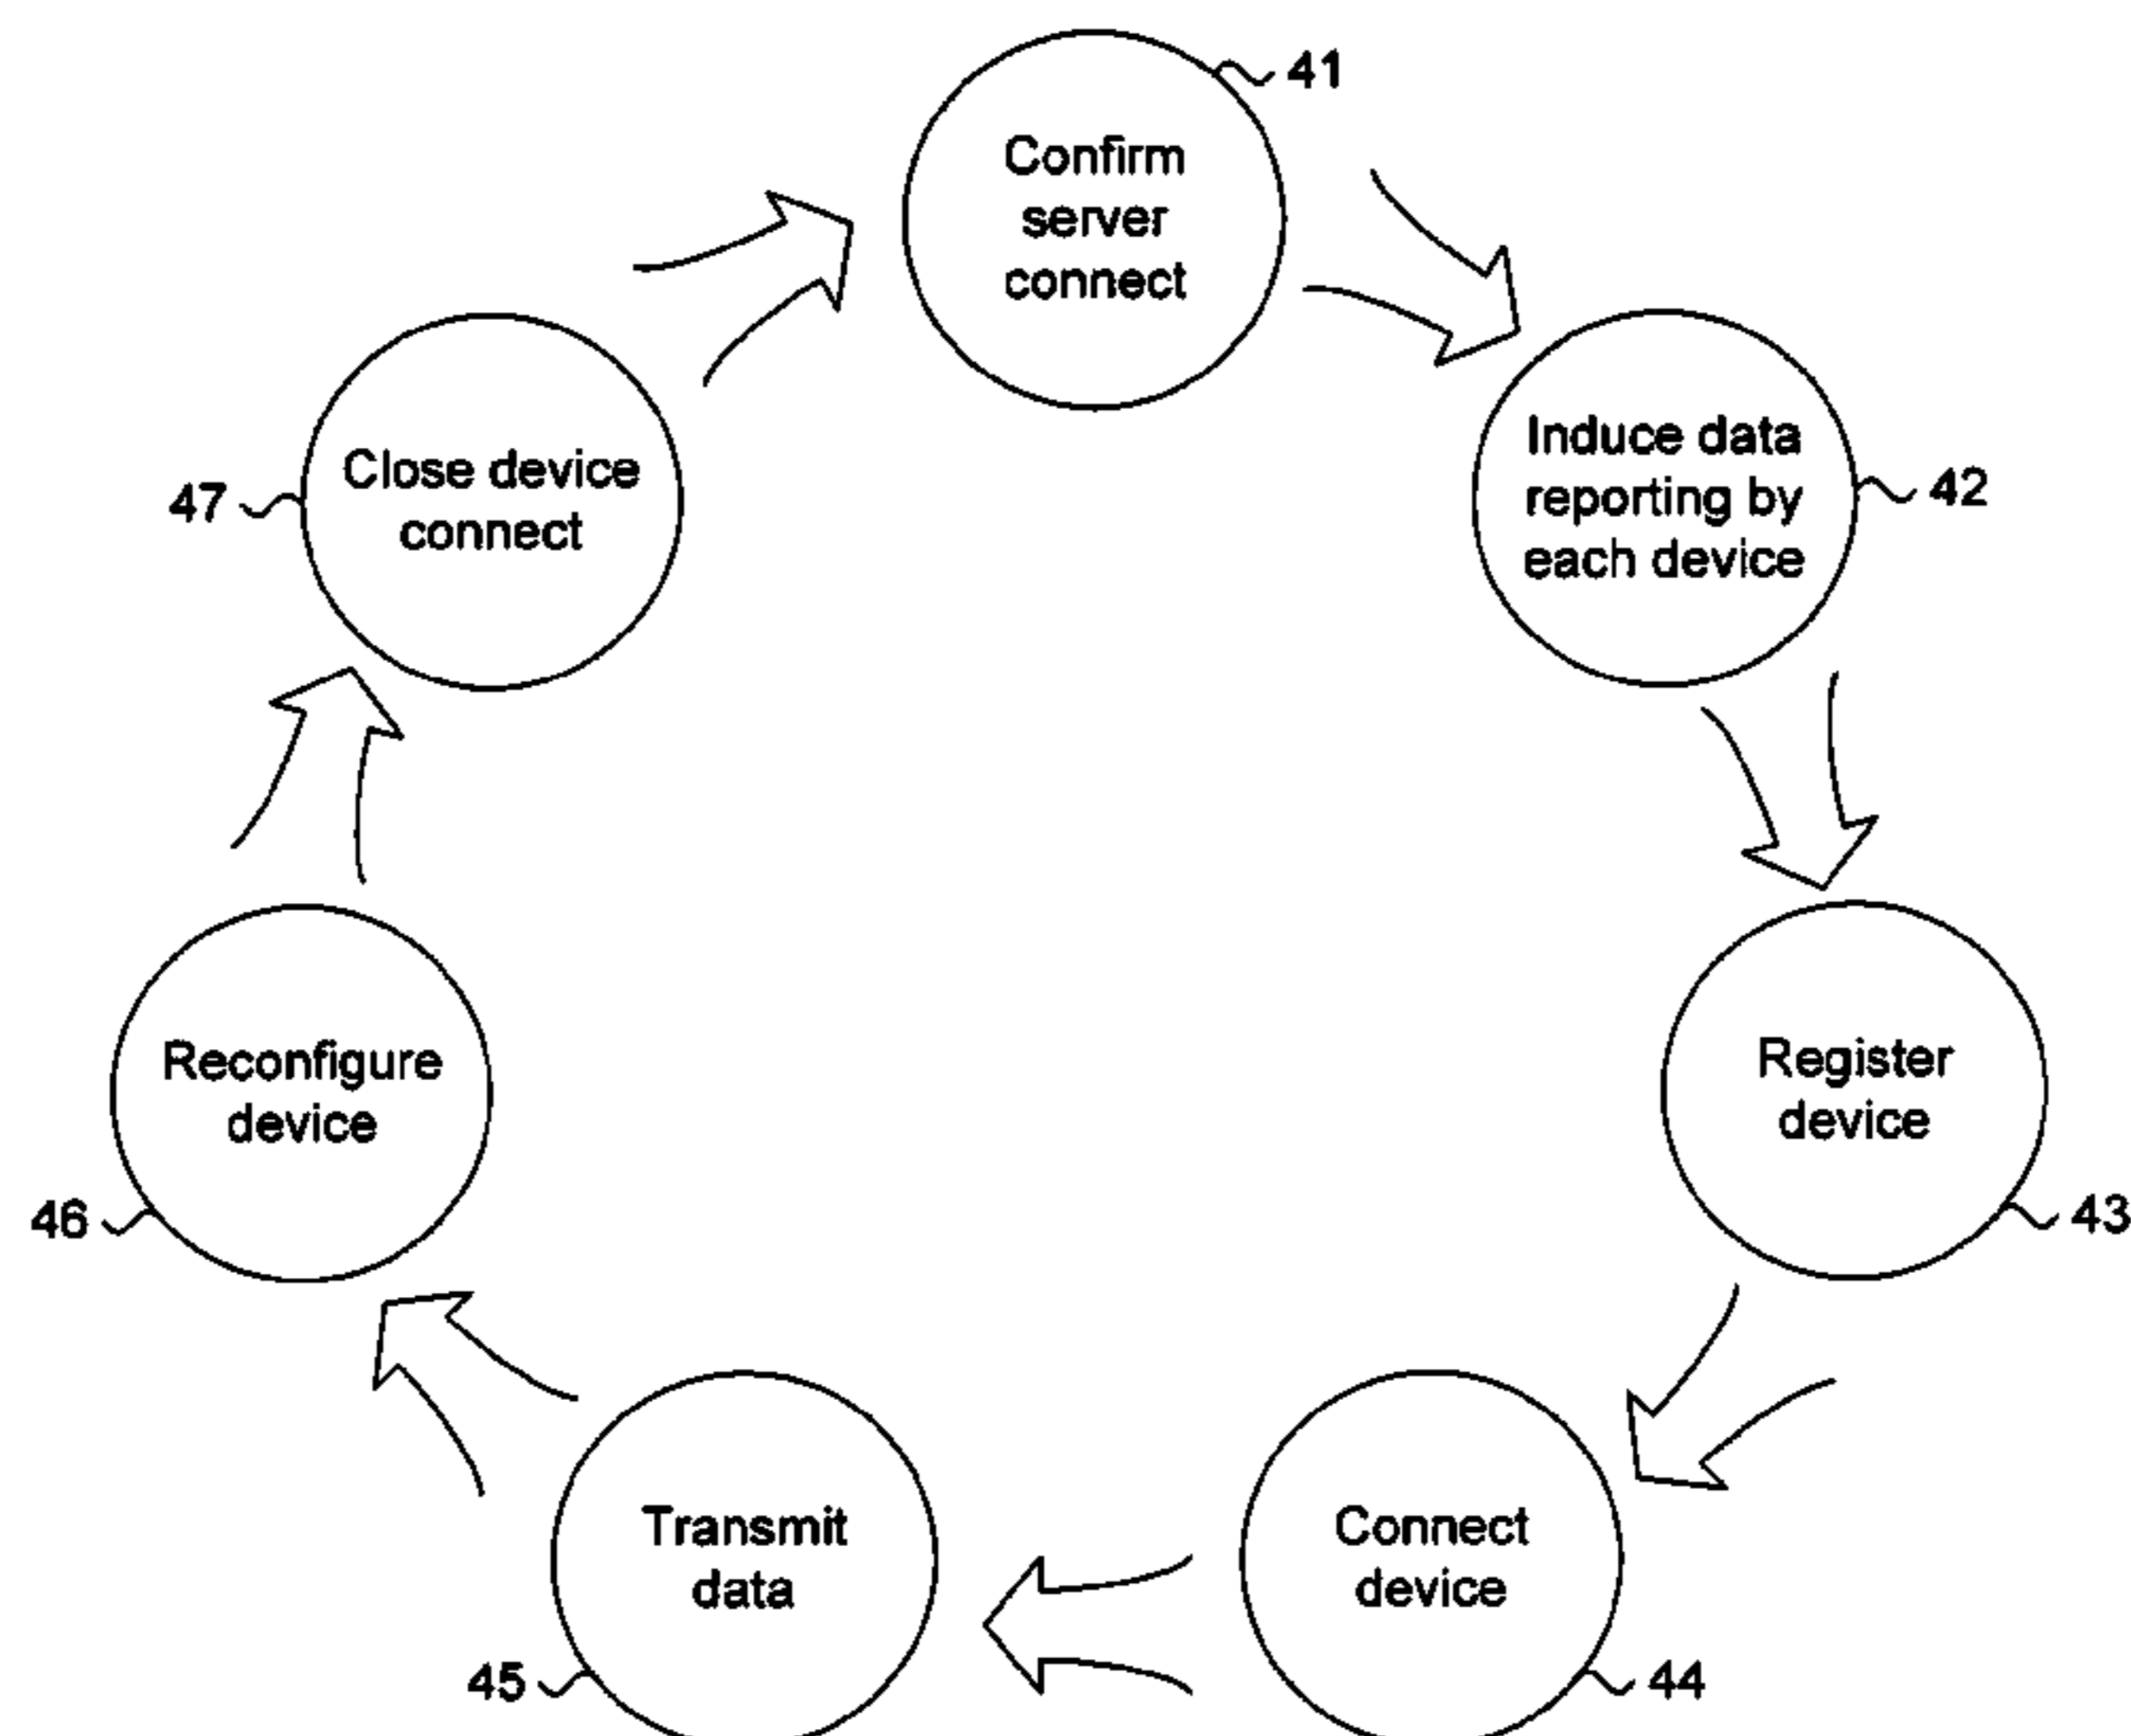 41
Confirm
server
connect
Induce data
reporting by
each device
42
Register
device
43
Connect
device
44
Transmit
data
45
Reconfigure
device
46
Close device
connect
47